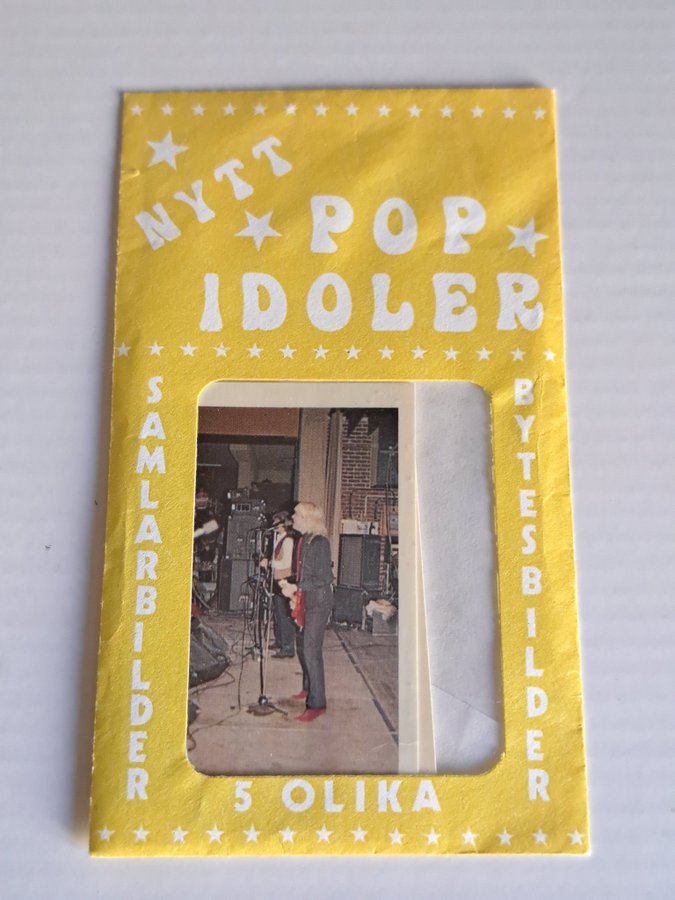 NYTT
POP
IDOLER
SAMLARBILDER
BYTESBILDER
5 OLIKA